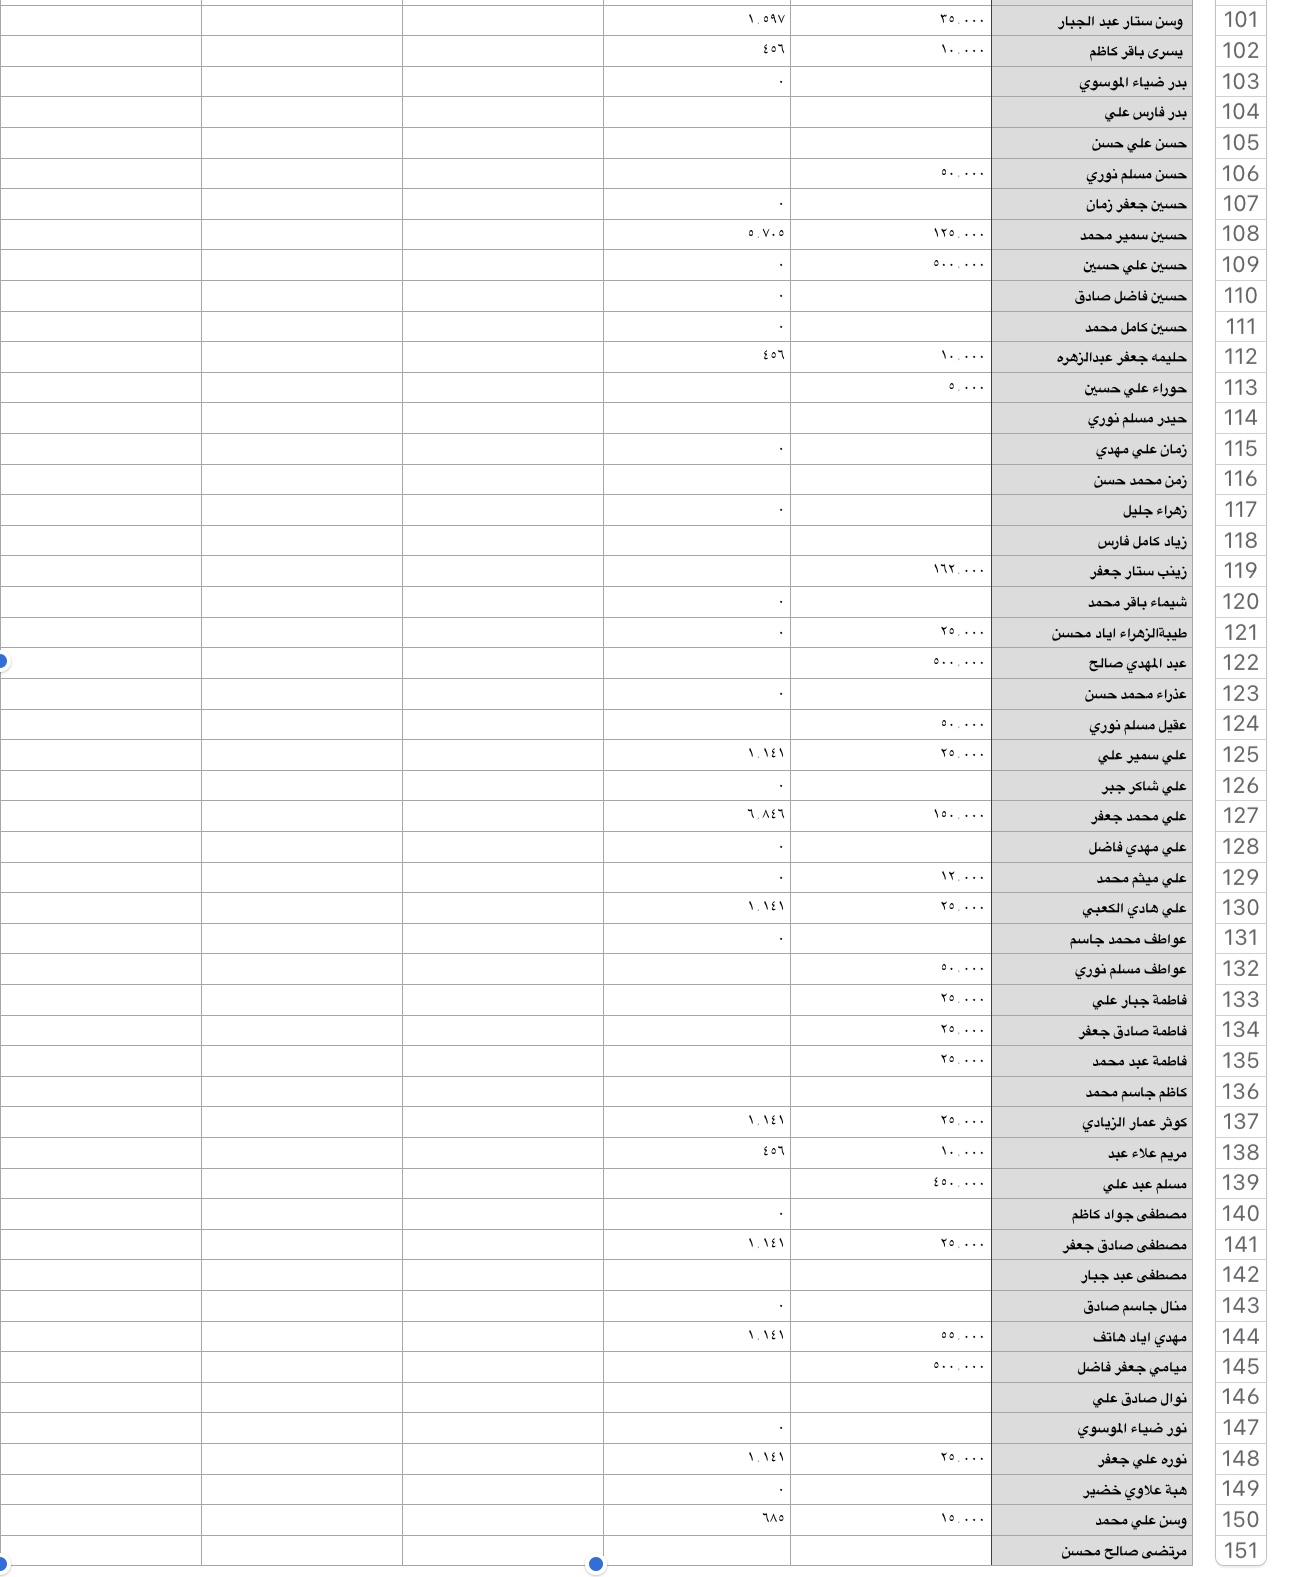 101 وسن ستار عبد الجبار ٣٥.٠٠٠ ١.٥٩٧
102 يسرى باقر كاظم ١٠.٠٠٠ ٤٥٦
103 بدر ضياء الموسوي ٠
104 بدر فارس علي
105 حسن علي حسن
106 حسن مسلم نوري ٥٠.٠٠٠
107 حسين جعفر زمان ٠
108 حسين سمير محمد ١٢٥.٠٠٠ ٥.٧٠٥
109 حسين علي حسين ٥٠٠.٠٠٠ ٠
110 حسين فاضل صادق ٠
111 حسين كامل محمد ٠
112 حليمه جعفر عبدالزهره ١٠.٠٠٠ ٤٥٦
113 حوراء علي حسين ٥.٠٠٠
114 حيدر مسلم نوري
115 زمان علي مهدي ٠
116 زمن محمد حسن
117 زهراء جليل ٠
118 زياد كامل فارس
119 زينب ستار جعفر ١٦٢.٠٠٠
120 شيماء باقر محمد ٠
121 طيبةالزهراء اياد محسن ٢٥.٠٠٠ ٠
122 عبد المهدي صالح ٥٠٠.٠٠٠
123 عذراء محمد حسن ٠
124 عقيل مسلم نوري ٥٠.٠٠٠
125 علي سمير علي ٢٥.٠٠٠ ١.١٤١
126 علي شاكر جبر ٠
127 علي محمد جعفر ١٥٠.٠٠٠ ٦.٨٤٦
128 علي مهدي فاضل ٠
129 علي ميثم محمد ١٢.٠٠٠ ٠
130 علي هادي الكعبي ٢٥.٠٠٠ ١.١٤١
131 عواطف محمد جاسم ٠
132 عواطف مسلم نوري ٥٠.٠٠٠
133 فاطمة جبار علي ٢٥.٠٠٠
134 فاطمة صادق جعفر ٢٥.٠٠٠
135 فاطمة عبد محمد ٢٥.٠٠٠
136 كاظم جاسم محمد
137 كوثر عمار الزيادي ٢٥.٠٠٠ ١.١٤١
138 مريم علاء عبد ١٠.٠٠٠ ٤٥٦
139 مسلم عبد علي ٤٥٠.٠٠٠
140 مصطفى جواد كاظم ٠
141 مصطفى صادق جعفر ٢٥.٠٠٠ ١.١٤١
142 مصطفى عبد جبار
143 منال جاسم صادق ٠
144 مهدي اياد هاتف ٥٥.٠٠٠ ١.١٤١
145 ميامي جعفر فاضل ٥٠٠.٠٠٠
146 نوال صادق علي
147 نور ضياء الموسوي ٠
148 نوره علي جعفر ٢٥.٠٠٠ ١.١٤١
149 هبة علاوي خضير ٠
150 وسن علي محمد ١٥.٠٠٠ ٦٨٥
151 مرتضى صالح محسن